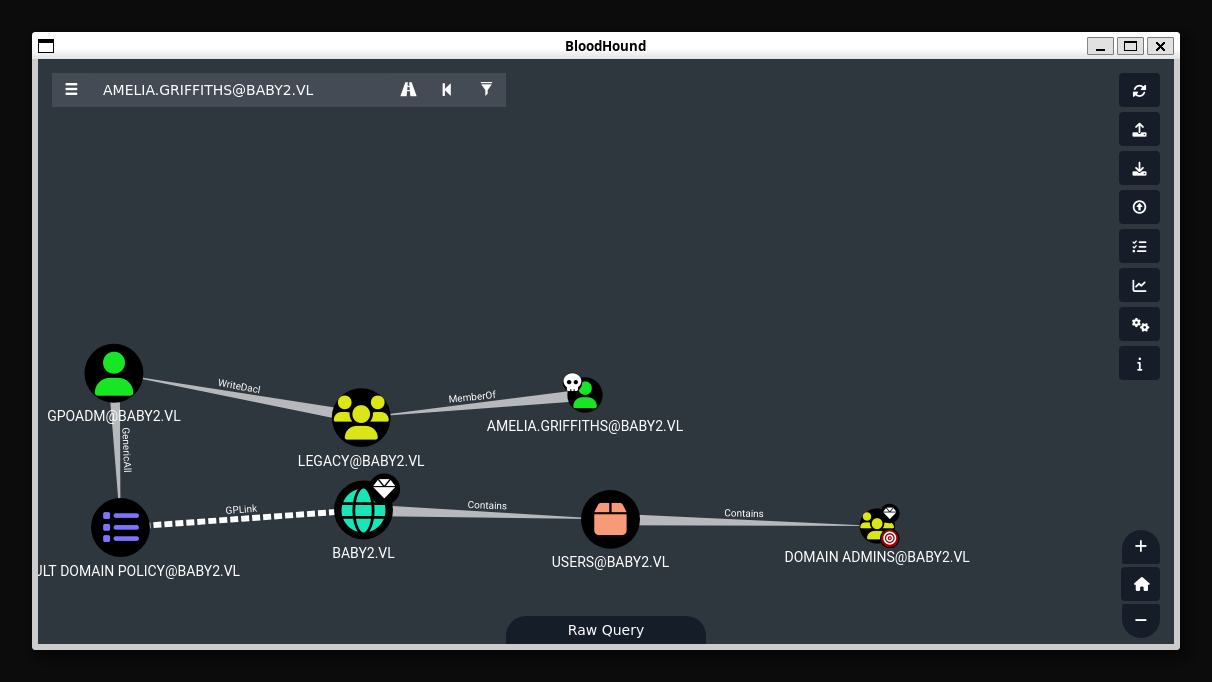 BloodHound
AMELIA.GRIFFITHS@BABY2.VL
WriteDacl
MemberOf
GPOADM@BABY2.VL
AMELIA.GRIFFITHS@BABY2.VL
GenericAll
LEGACY@BABY2.VL
GPLink
Contains
Contains
BABY2.VL
USERS@BABY2.VL
DOMAIN ADMINS@BABY2.VL
ULT DOMAIN POLICY@BABY2.VL
Raw Query